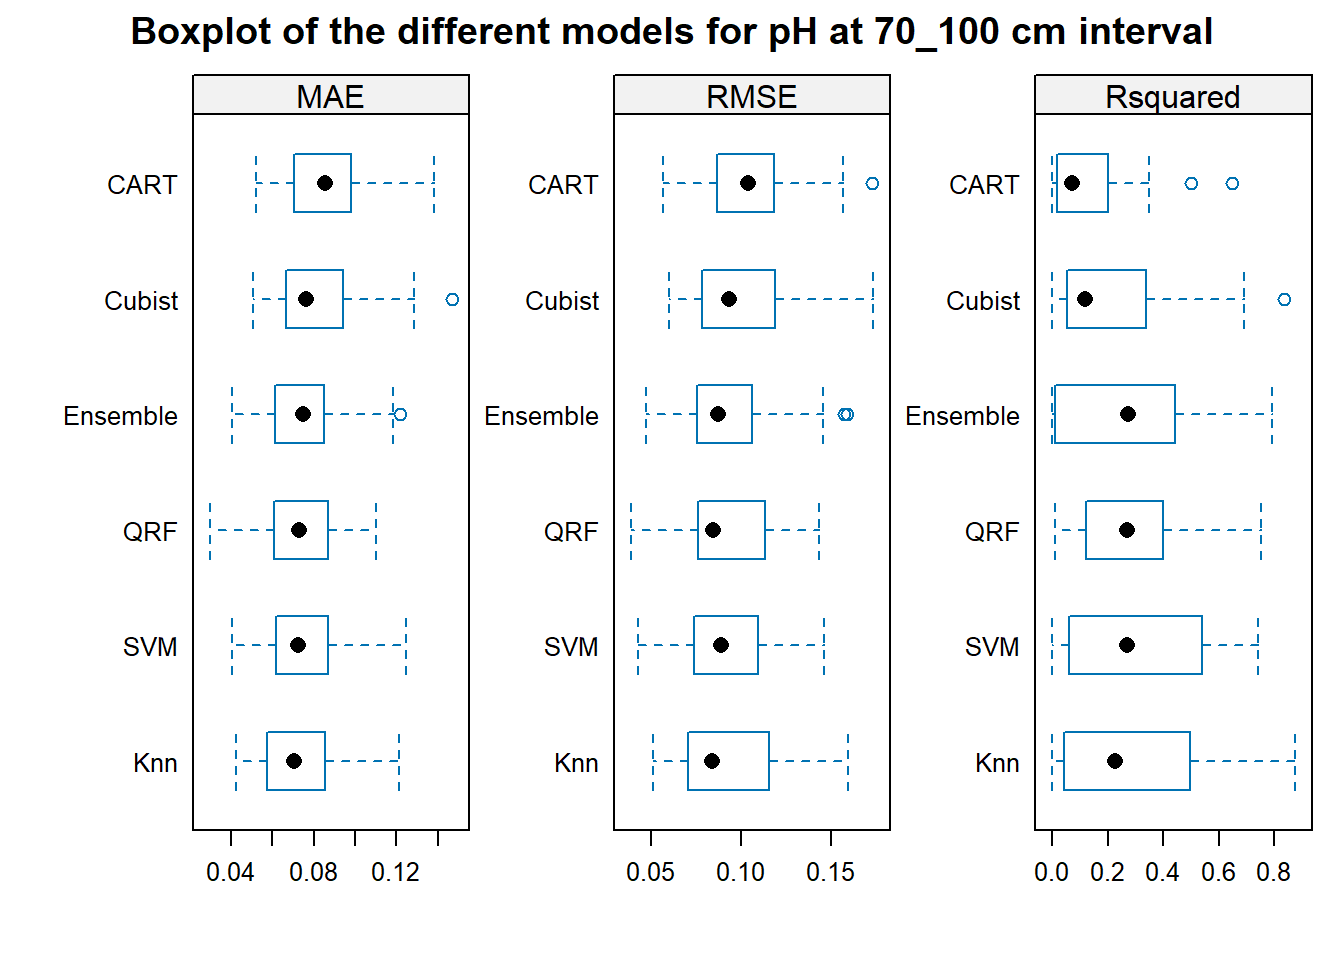 Boxplot of the different models for pH at 70_100 cm interval
MAE
CART
Cubist
Ensemble
QRF
SVM
Knn
0.04 0.08 0.12
RMSE
CART
Cubist
Ensemble
QRF
SVM
Knn
0.05 0.10 0.15
Rsquared
CART
Cubist
Ensemble
QRF
SVM
Knn
0.0 0.2 0.4 0.6 0.8